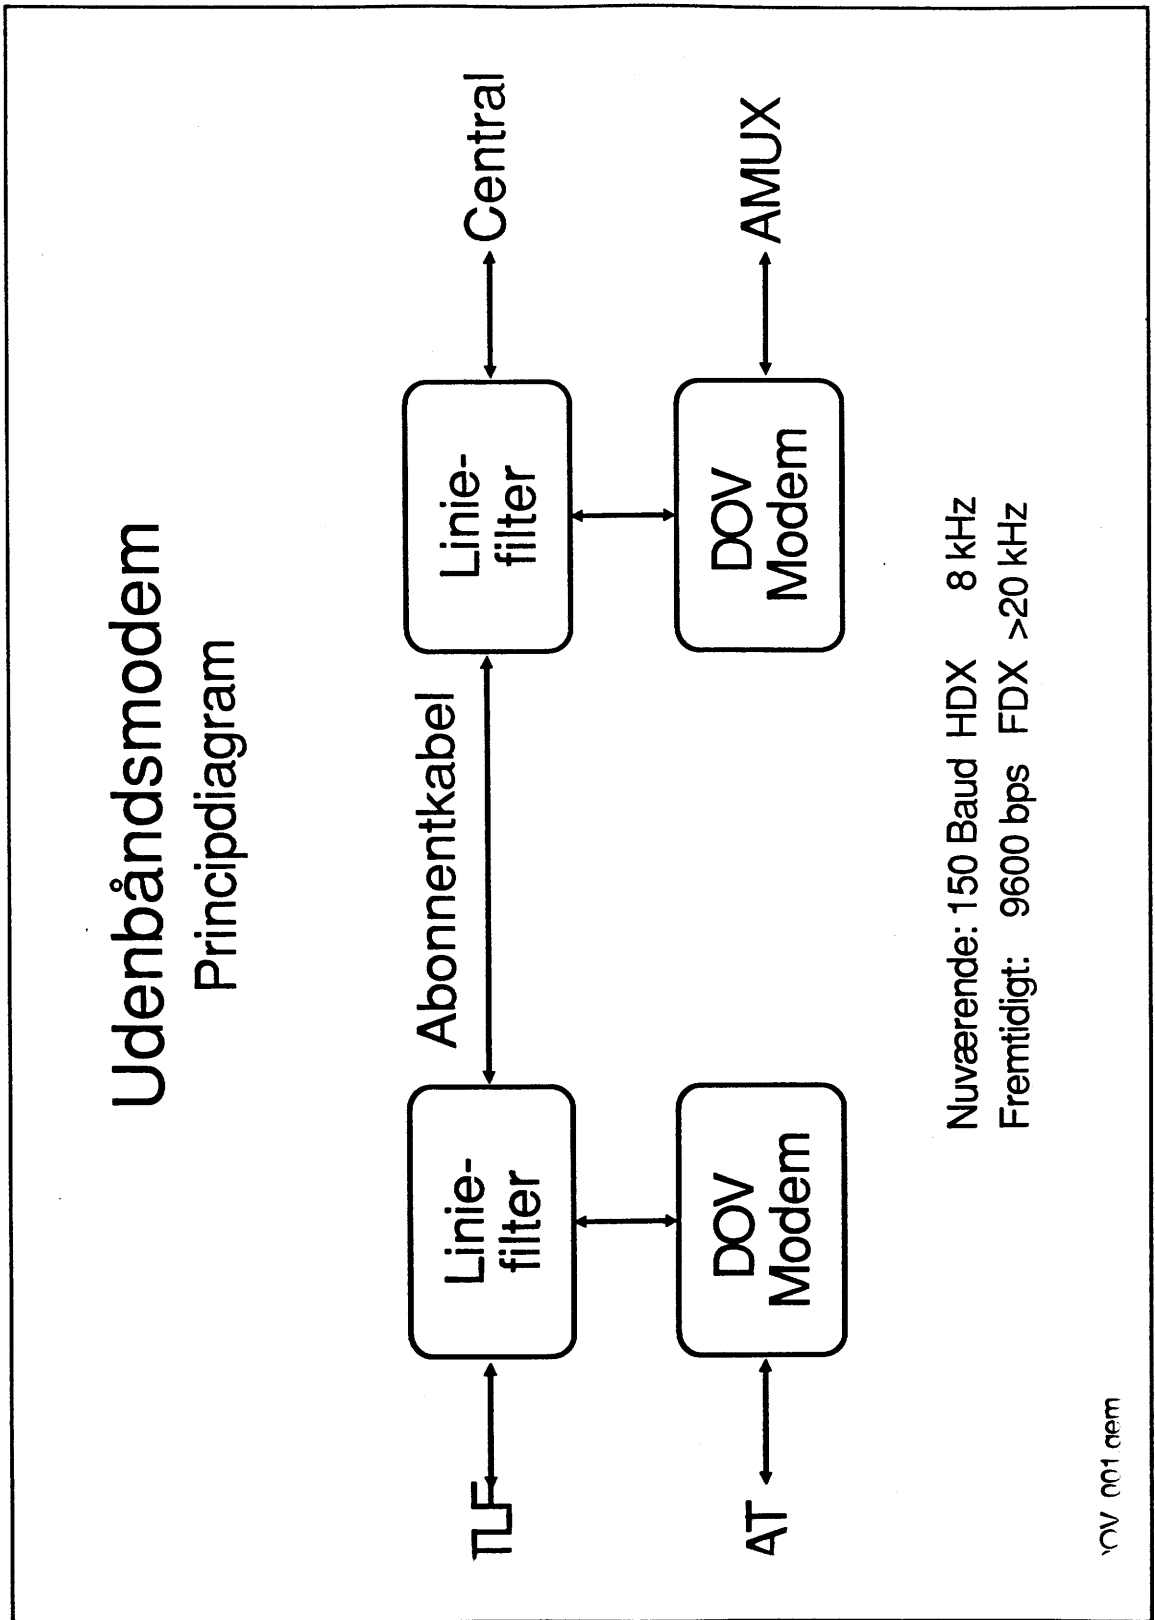 Udenbåndsmodem
Principdiagram
TLF
Linie-
filter
Abonnentkabel
Linie-
filter
Central
AT
DOV
Modem
DOV
Modem
AMUX
Nuværende: 150 Baud HDX 8 kHz
Fremtidigt: 9600 bps FDX >20 kHz
001